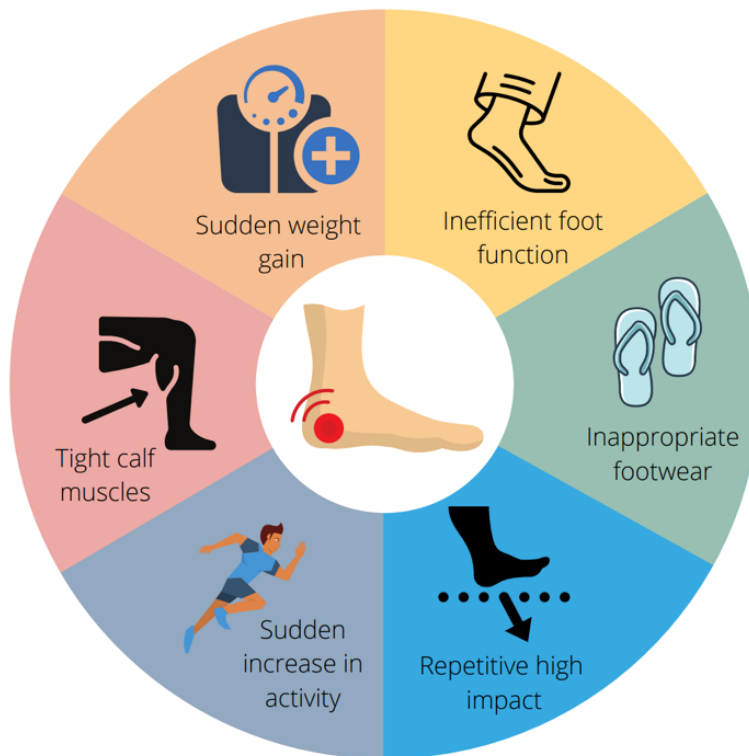 Sudden weight
gain
Inefficient foot
function
Inappropriate
footwear
Repetitive high
impact
Sudden
increase in
activity
Tight calf
muscles